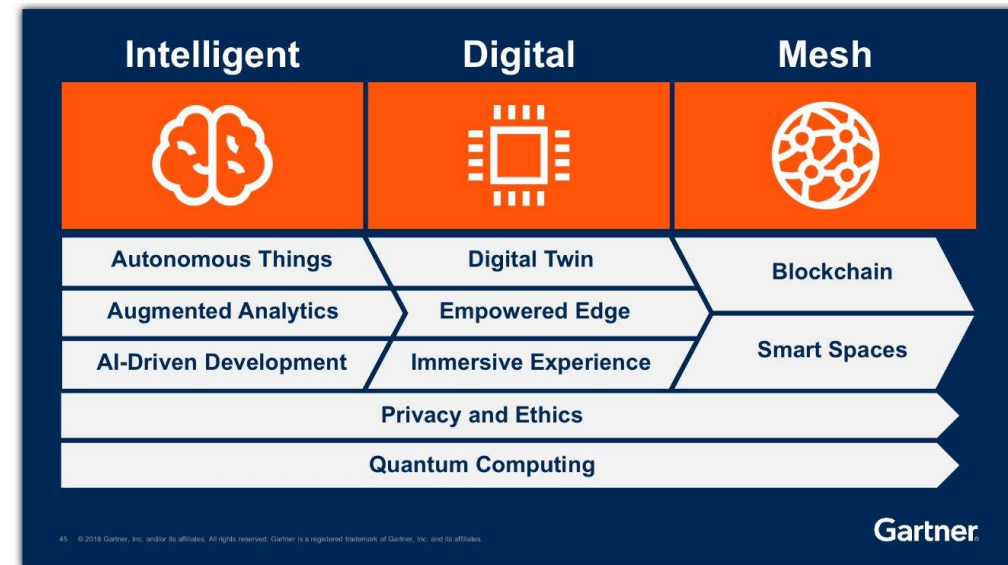 Intelligent
Digital
Mesh
Autonomous Things
Digital Twin
Blockchain
Augmented Analytics
Empowered Edge
Smart Spaces
AI-Driven Development
Immersive Experience
Privacy and Ethics
Quantum Computing
45 © 2018 Gartner, Inc. and/or its affiliates. All rights reserved. Gartner is a registered trademark of Gartner, Inc. and its affiliates.
Gartner